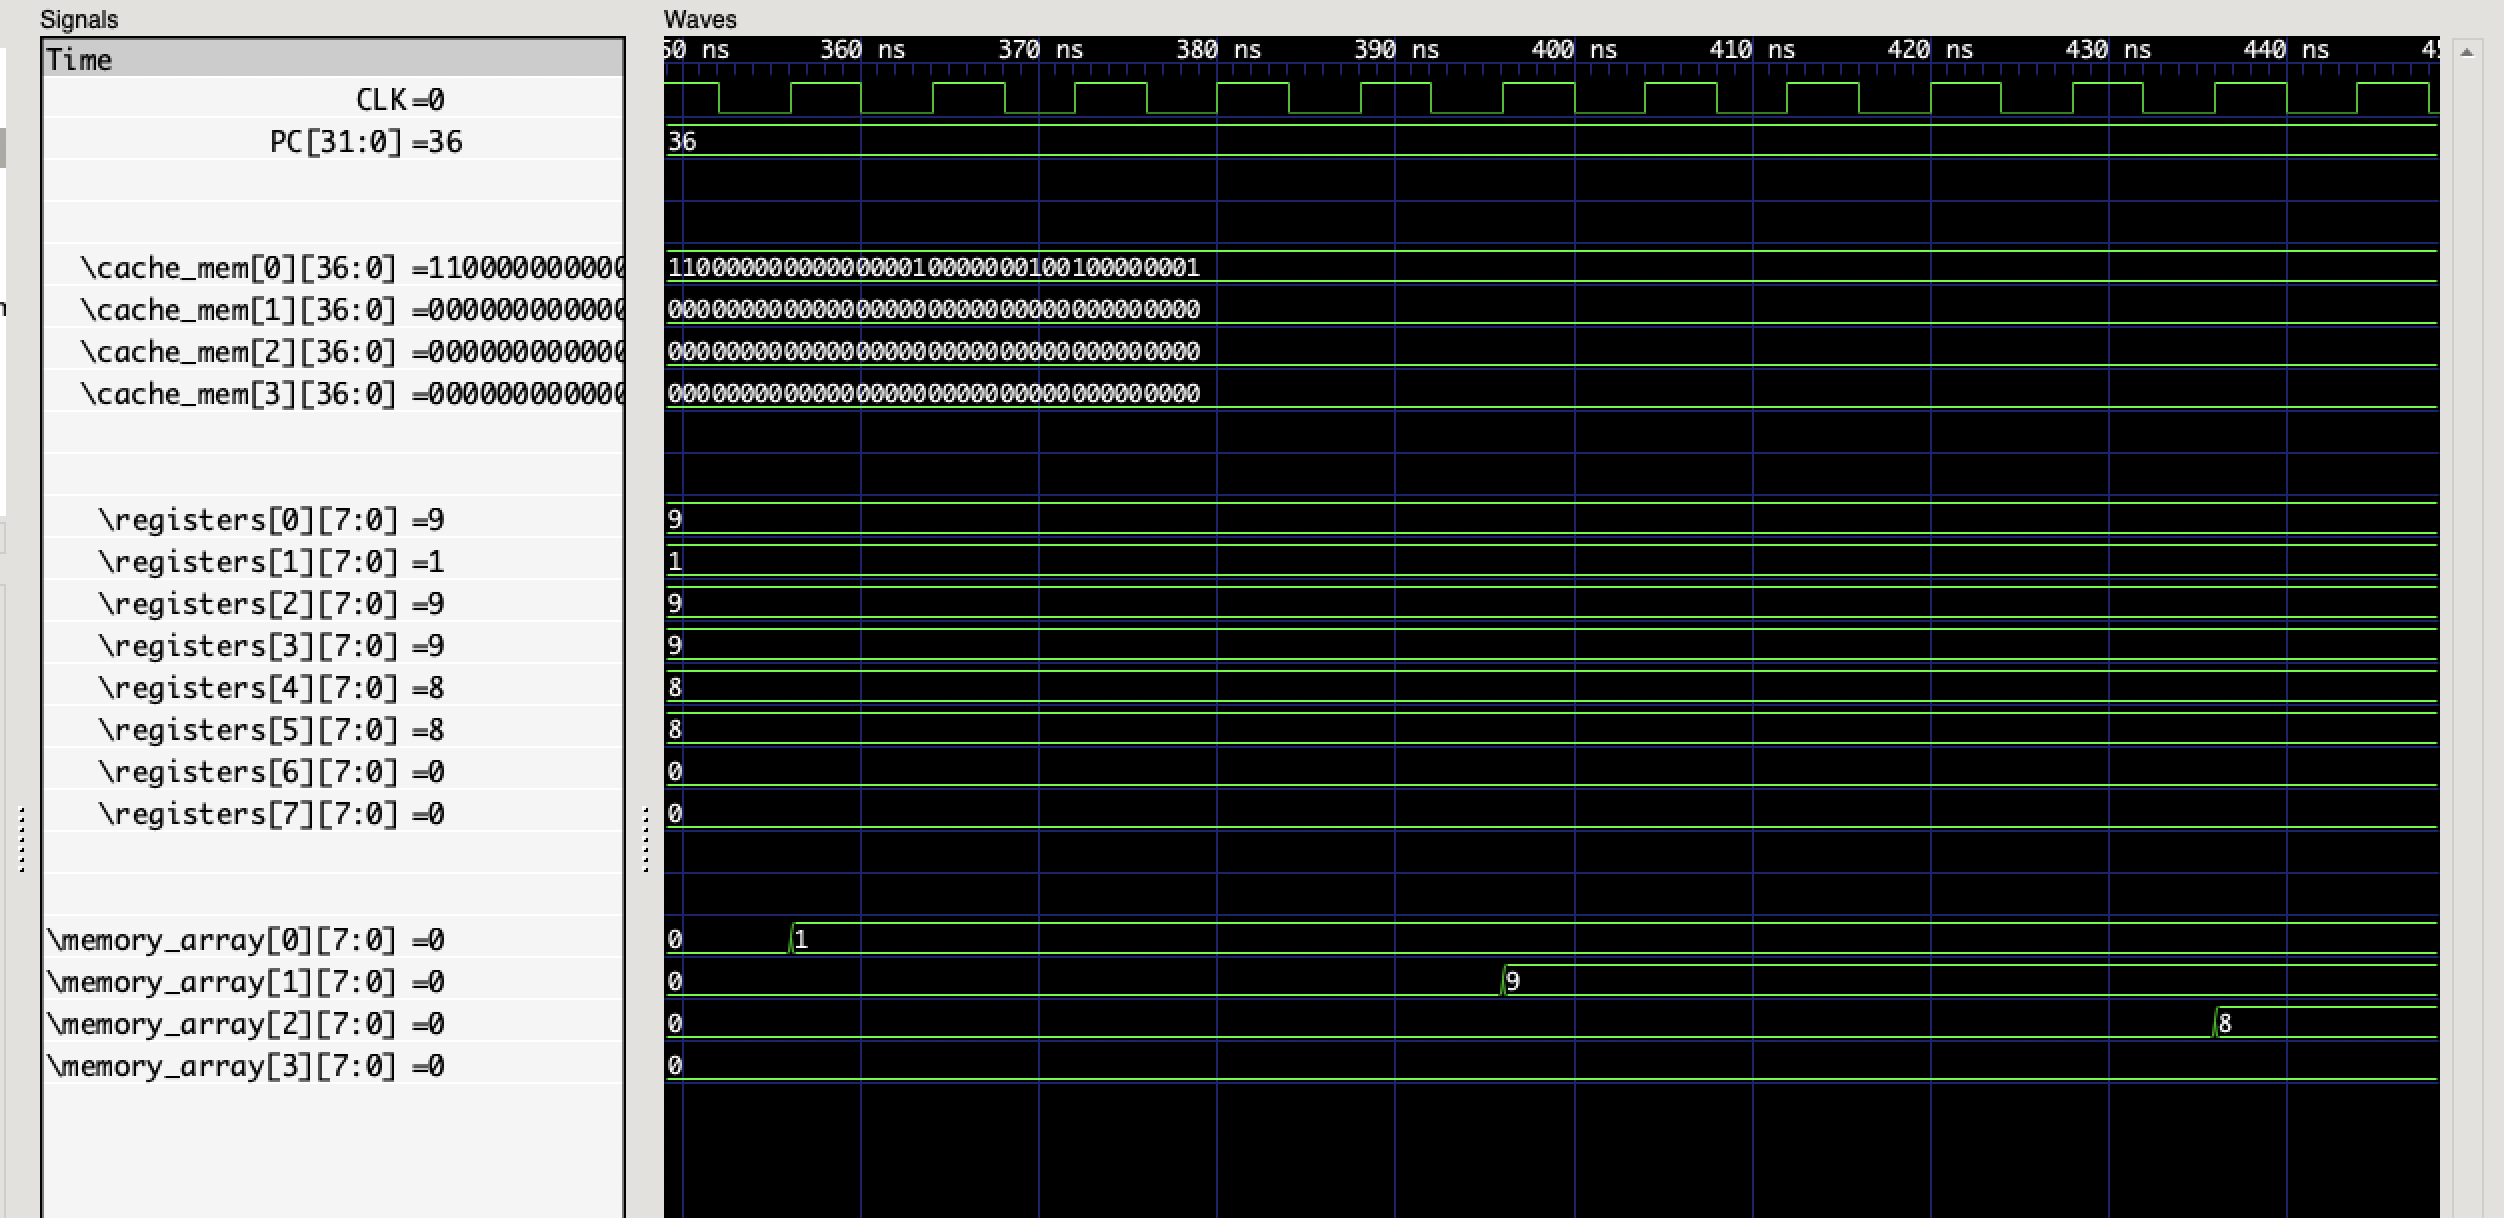 Signals
Waves
Time
50 ns 360 ns 370 ns 380 ns 390 ns 400 ns 410 ns 420 ns 430 ns 440 ns 45
CLK=0
PC[31:0] =36 36
\cache_mem[0][36:0] =110000000000 1100000000000000010000000100100000001
\cache_mem[1][36:0] =000000000000 0000000000000000000000000000000000000
\cache_mem[2][36:0] =000000000000 0000000000000000000000000000000000000
\cache_mem[3][36:0] =000000000000 0000000000000000000000000000000000000
\registers[0][7:0] =9 9
\registers[1][7:0] =1 1
\registers[2][7:0] =9 9
\registers[3][7:0] =9 9
\registers[4][7:0] =8 8
\registers[5][7:0] =8 8
\registers[6][7:0] =0 0
\registers[7][7:0] =0 0
\memory_array[0][7:0] =0 0 1
\memory_array[1][7:0] =0 0 9
\memory_array[2][7:0] =0 0 8
\memory_array[3][7:0] =0 0